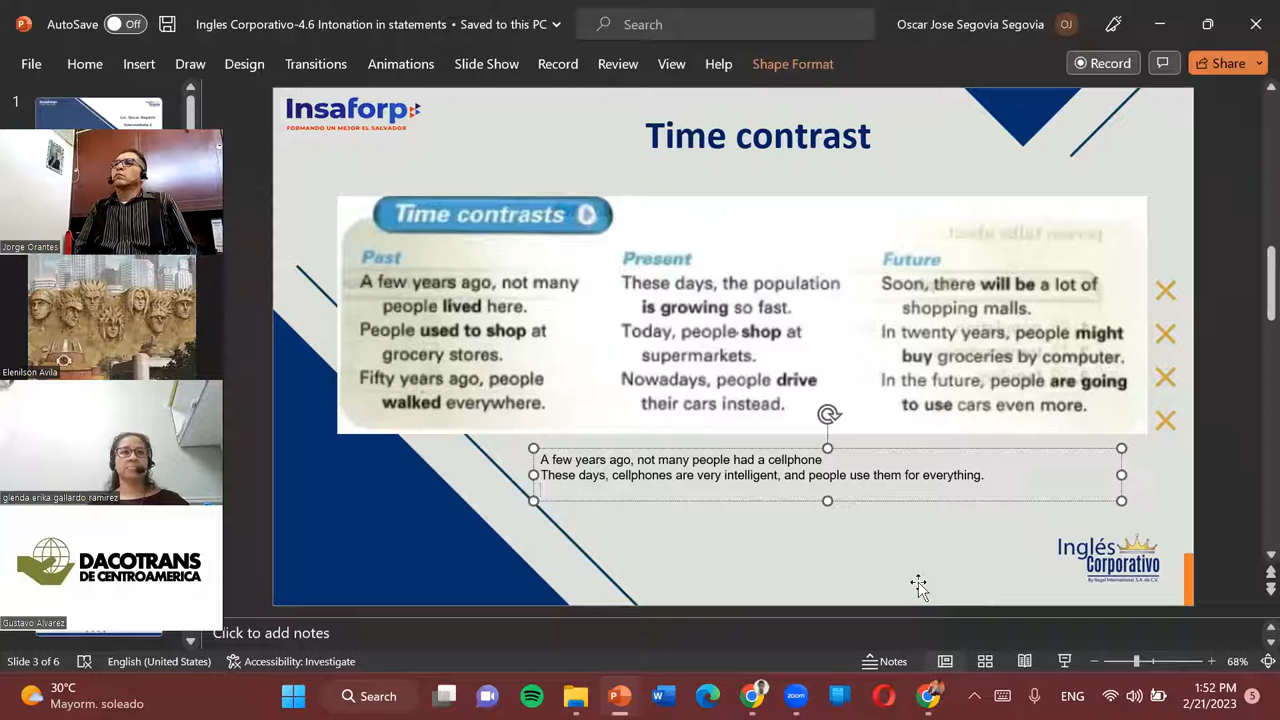 AutoSave
Off
Ingles Corporativo-4.6 Intonation in statements • Saved to this PC
Search
Oscar Jose Segovia Segovia
OJ
File
Home
Insert
Draw
Design
Transitions
Animations
Slide Show
Record
Review
View
Help
Shape Format
Record
Share
1
Insaforp
FORMANDO UN MEJOR EL SALVADOR
Time contrast
Time contrasts
Past
A few years ago, not many
people lived here.
People used to shop at
grocery stores.
Fifty years ago, people
walked everywhere.
Present
These days, the population
is growing so fast.
Today, people shop at
supermarkets.
Nowadays, people drive
their cars instead.
Future
Soon, there will be a lot of
shopping malls.
In twenty years, people might
buy groceries by computer.
In the future, people are going
to use cars even more.
A few years ago, not many people had a cellphone
These days, cellphones are very intelligent, and people use them for everything.
Inglés
Corporativo
By Regal International, S.A. de C.V.
Jorge Orantes
Elenilson Avila
glenda erika gallardo ramirez
DACOTRANS
DE CENTROAMERICA
Gustavo Alvarez
Click to add notes
Slide 3 of 6
English (United States)
Accessibility: Investigate
Notes
68%
30°C
Mayorm. soleado
Search
zoom
ENG
1:52 PM
2/21/2023
5